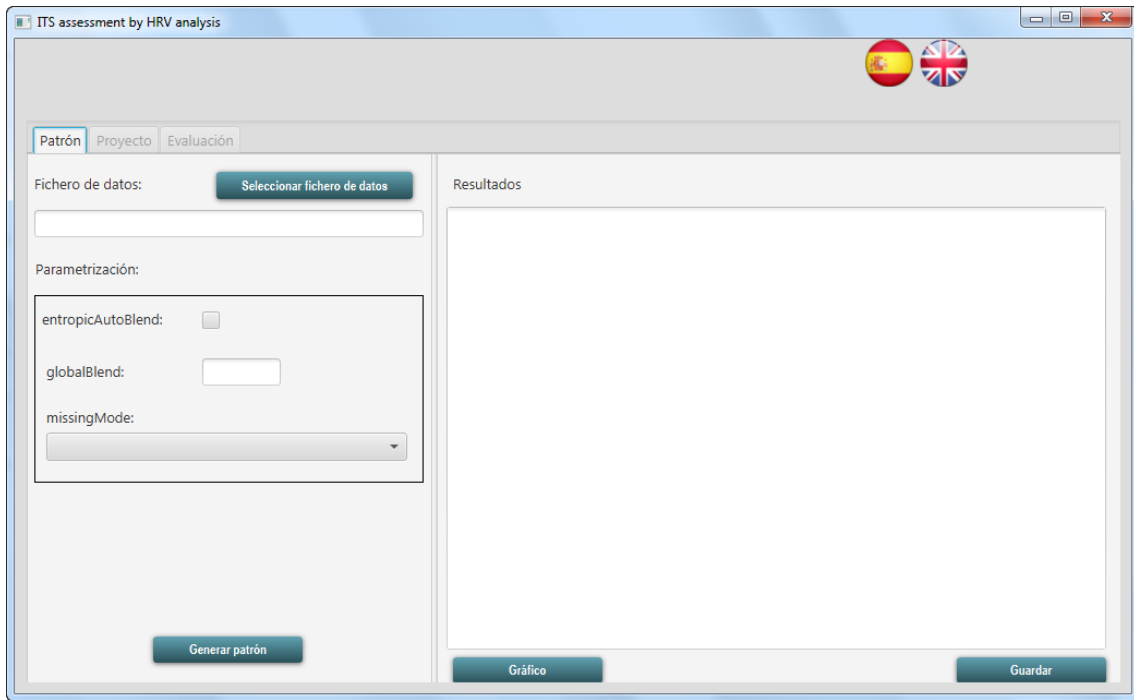 ITS assessment by HRV analysis
Patrón Proyecto Evaluación
Fichero de datos:
Seleccionar fichero de datos
Parametrización:
entropicAutoBlend:
globalBlend:
missingMode:
Generar patrón
Resultados
Gráfico
Guardar